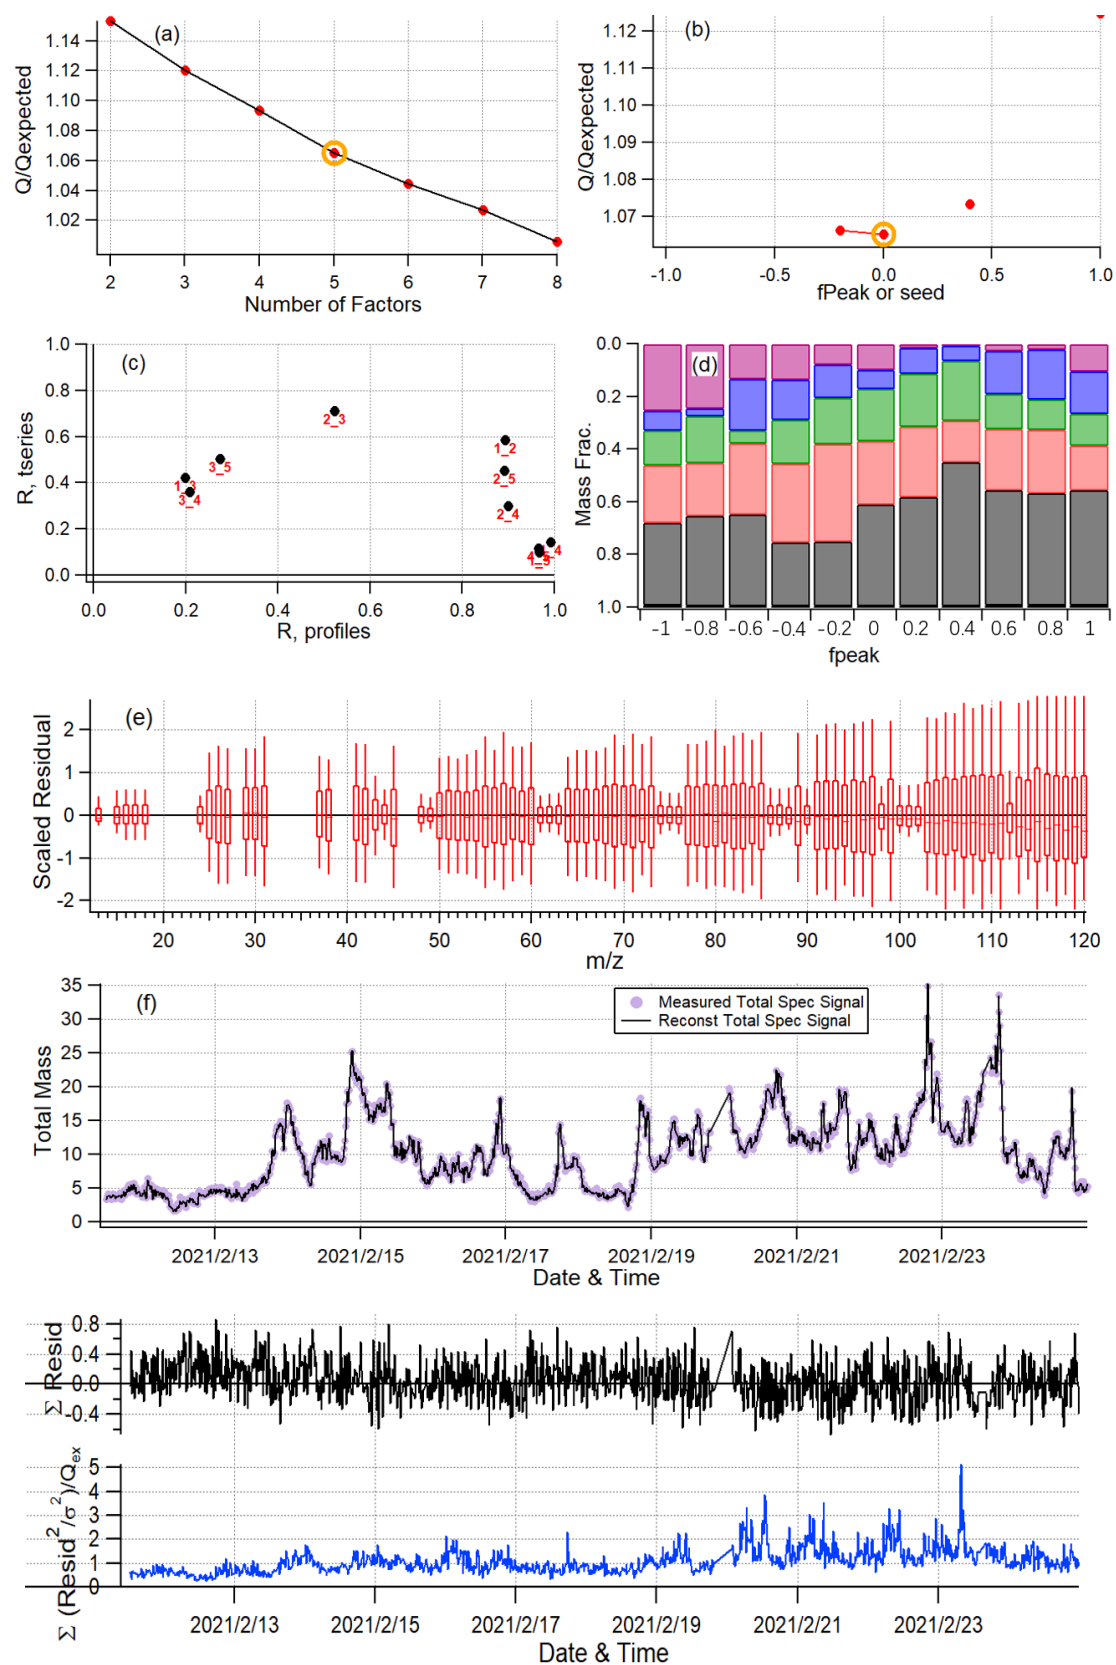 (a)
Q/Qexpected
1.14
1.12
1.10
1.08
1.06
1.04
1.02
2 3 4 5 6 7 8
Number of Factors
(b)
Q/Qexpected
1.12
1.11
1.10
1.09
1.08
1.07
-1.0 -0.5 0.0 0.5 1.0
fPeak or seed
(c)
R, tseries
1.0
0.8
0.6
0.4
0.2
0.0
2_3
1_2
3_5
2_5
1_3
3_4
2_4
1_5
0.0 0.2 0.4 0.6 0.8 1.0
R, profiles
(d)
Mass Frac.
0.0
0.2
0.4
0.6
0.8
1.0
-1 -0.8 -0.6 -0.4 -0.2 0 0.2 0.4 0.6 0.8 1
fpeak
(e)
Scaled Residual
2
1
0
-1
-2
20 30 40 50 60 70 80 90 100 110 120
m/z
(f)
Measured Total Spec Signal
Reconst Total Spec Signal
Total Mass
35
30
25
20
15
10
5
0
2021/2/13 2021/2/15 2021/2/17 2021/2/19 2021/2/21 2021/2/23
Date & Time
Σ Resid
0.8
0.4
0.0
-0.4
Σ (Resid²/σ²)/Qex
5
4
3
2
1
0
2021/2/13 2021/2/15 2021/2/17 2021/2/19 2021/2/21 2021/2/23
Date & Time